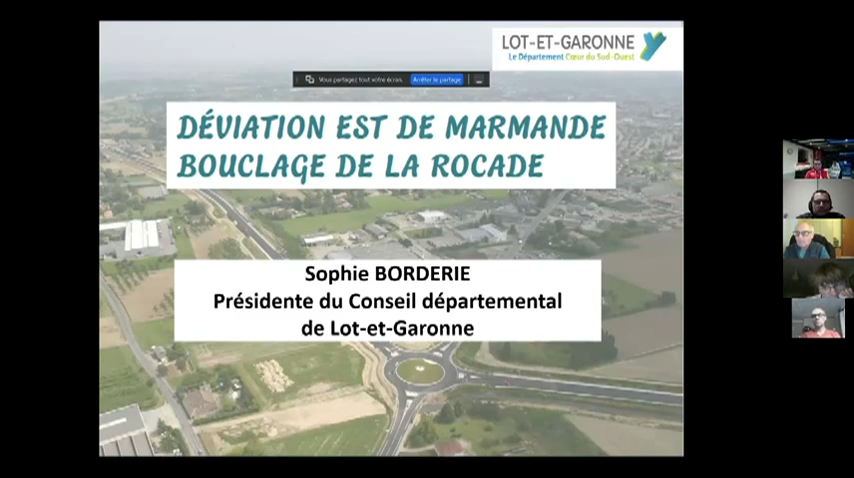 LOT-ET-GARONNE
Le Département Cœur du Sud-Ouest
Vous partagez tout votre écran. Arrêter le partage
DÉVIATION EST DE MARMANDE
BOUCLAGE DE LA ROCADE
Sophie BORDERIE
Présidente du Conseil départemental
de Lot-et-Garonne